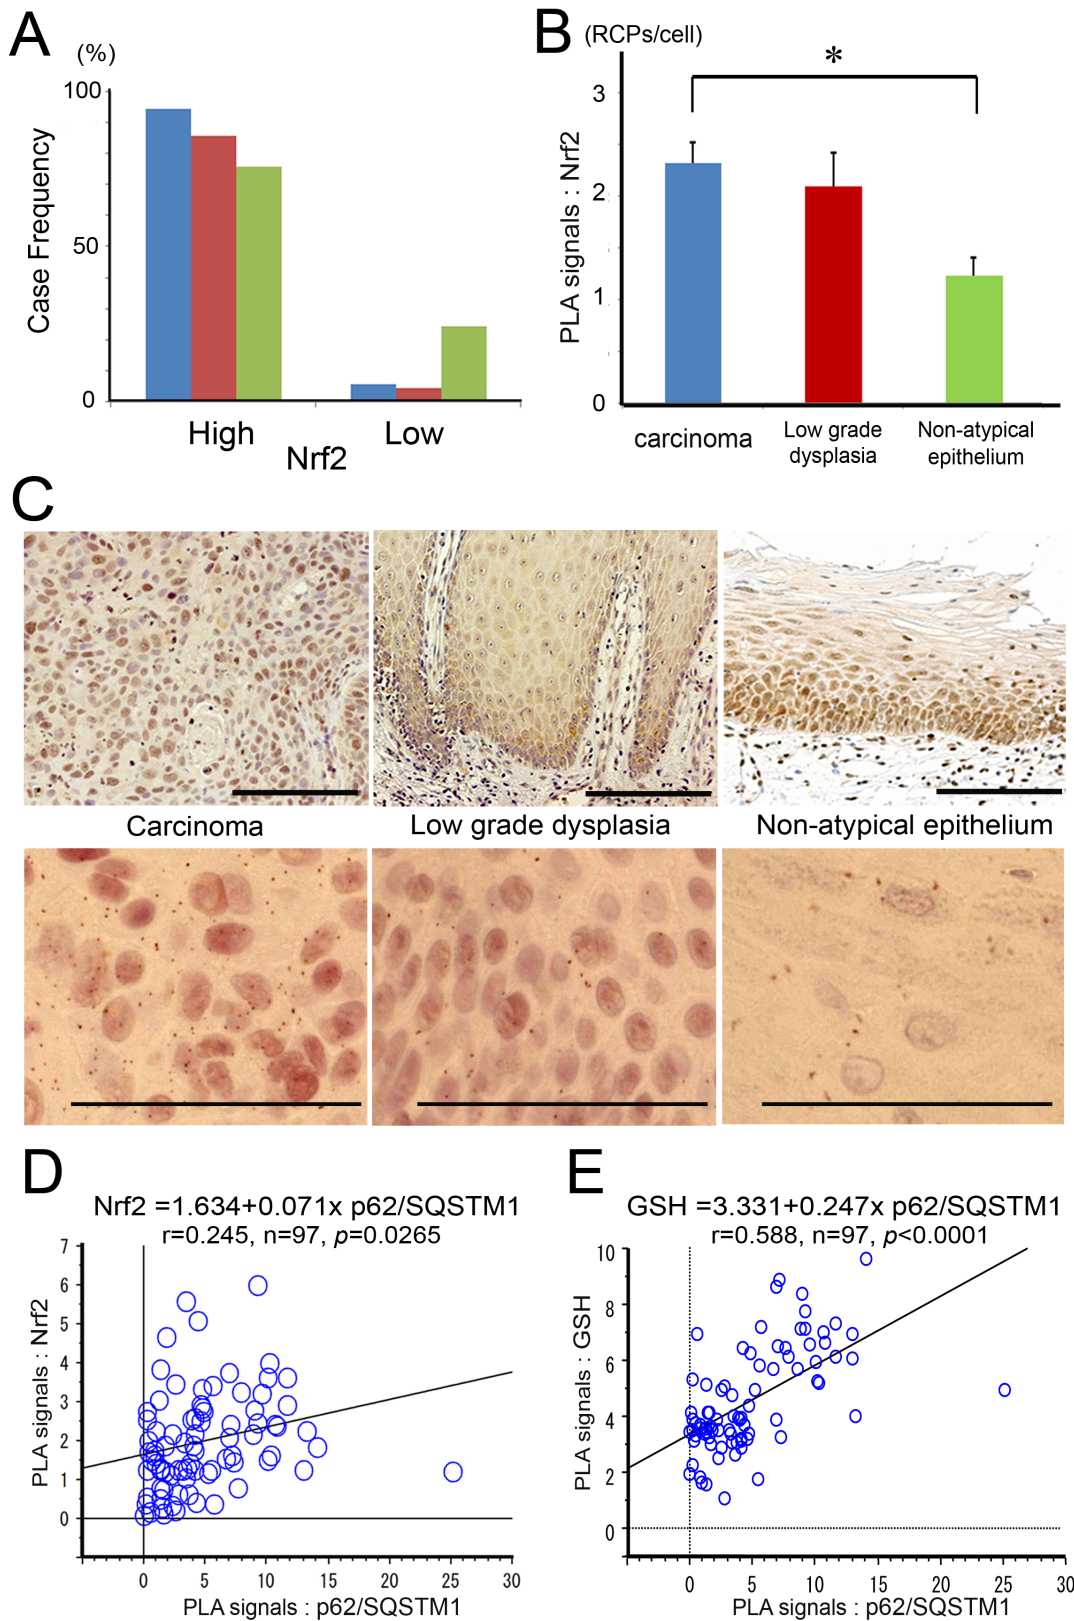 A
(%)
100
50
0
Case Frequency
High
Low
Nrf2
B
(RCPs/cell)
*
3
2
1
0
PLA signals : Nrf2
carcinoma
Low grade
dysplasia
Non-atypical
epithelium
C
Carcinoma
Low grade dysplasia
Non-atypical epithelium
D
Nrf2 =1.634+0.071x p62/SQSTM1
r=0.245, n=97, p=0.0265
7
6
5
4
3
2
1
0
PLA signals : Nrf2
0 5 10 15 20 25 30
PLA signals : p62/SQSTM1
E
GSH =3.331+0.247x p62/SQSTM1
r=0.588, n=97, p<0.0001
10
8
6
4
2
0
PLA signals : GSH
0 5 10 15 20 25 30
PLA signals : p62/SQSTM1